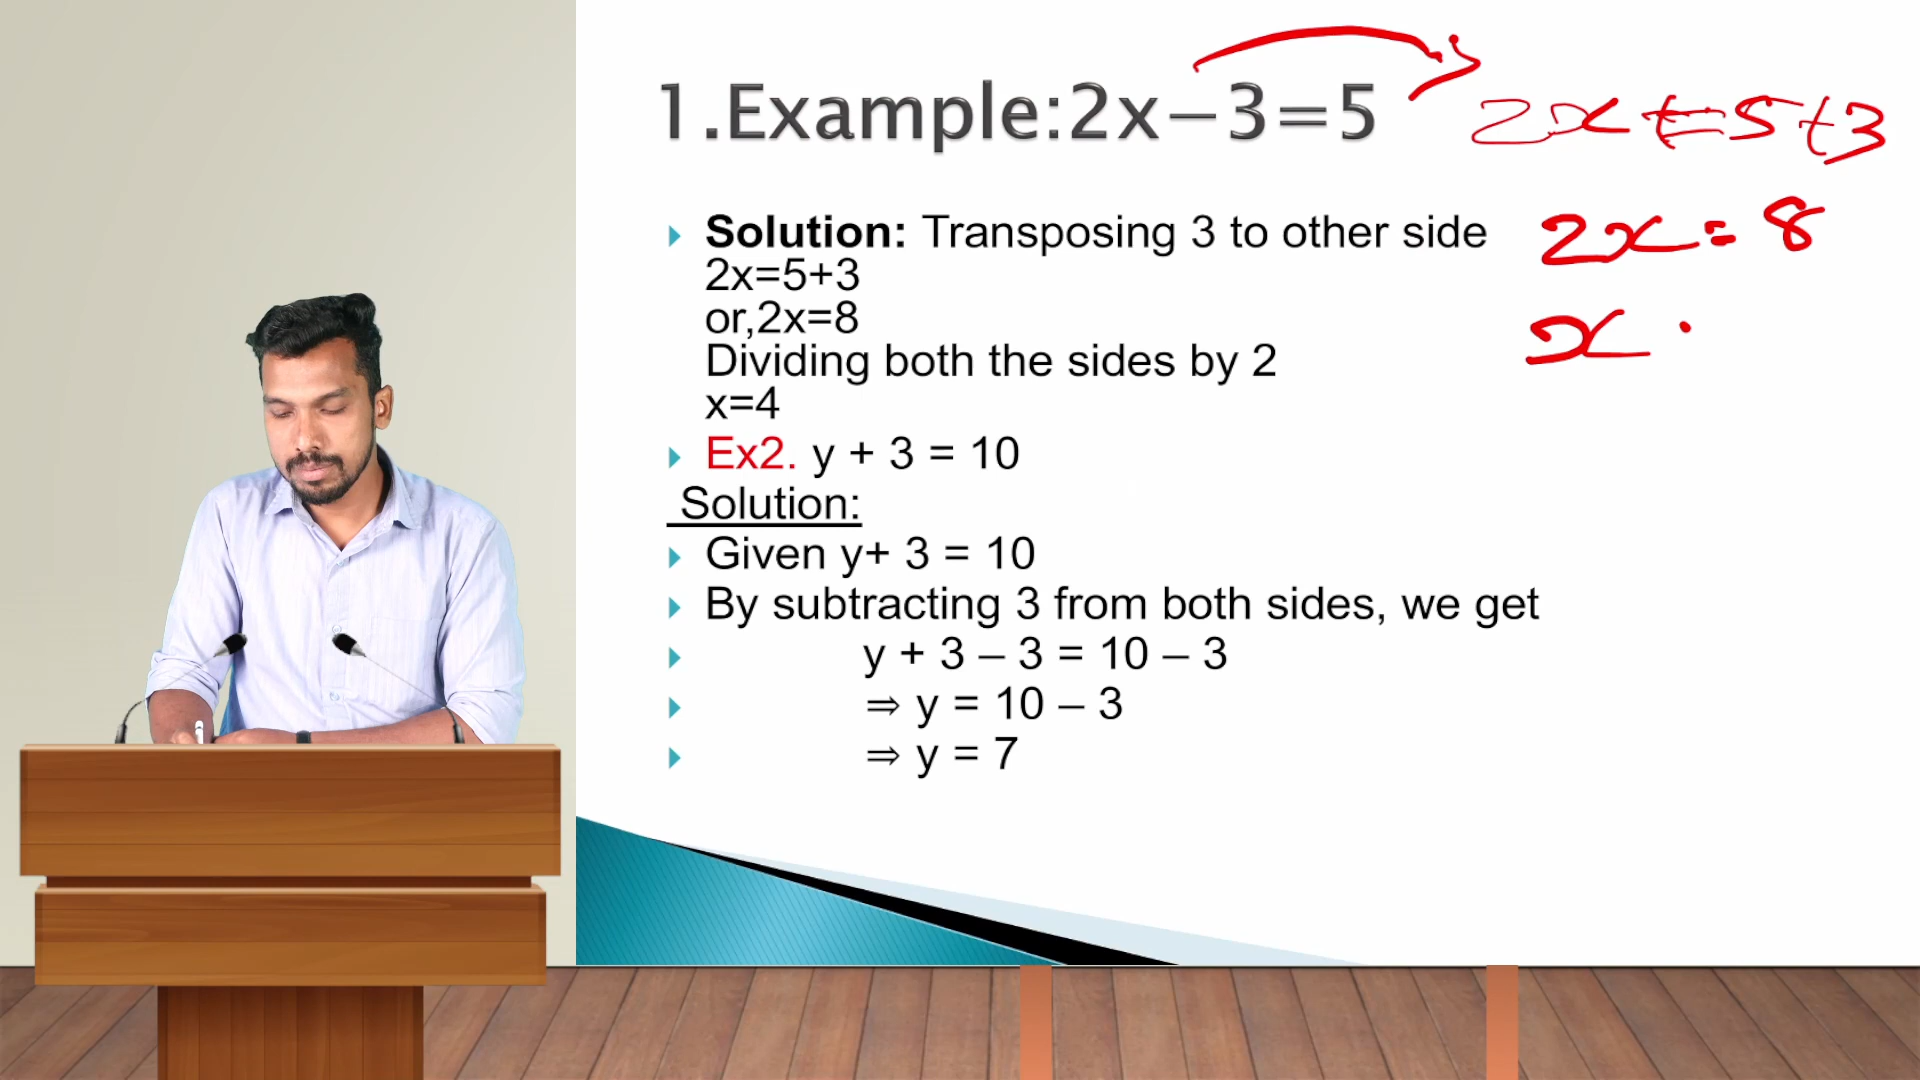 1.Example:2x−3=5
2x = 5+3
Solution: Transposing 3 to other side
2x = 8
2x=5+3
or,2x=8
x
Dividing both the sides by 2
x=4
Ex2. y + 3 = 10
Solution:
Given y+ 3 = 10
By subtracting 3 from both sides, we get
y + 3 – 3 = 10 – 3
⇒ y = 10 – 3
⇒ y = 7